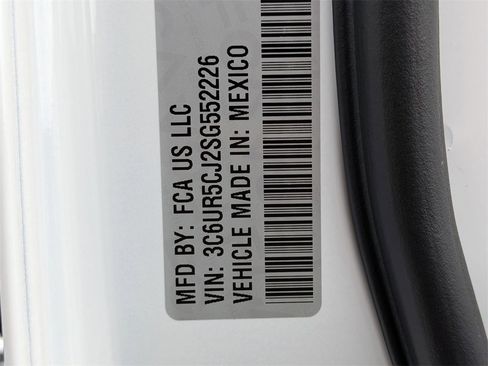 MFD BY: FCA US LLC
VIN: 3C6UR5CJ2SG552226
VEHICLE MADE IN: MEXICO